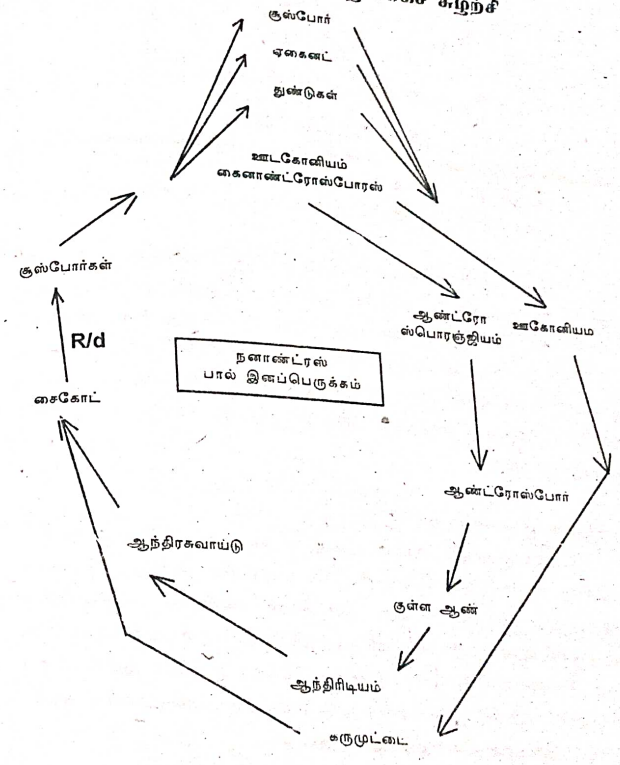 சுழற்சி
சூஸ்போர்
ஏகைனட்
துண்டுகள்
ஊடகோனியம்
கைனாண்ட்ரோஸ்போரஸ்
சூஸ்போர்கள்
ஆண்ட்ரோ
ஸ்பொரஞ்ஜியம்
ஊகோனியம
R/d
நனாண்ட்ரஸ்
பால் இனப்பெருக்கம்
சைகோட்
ஆண்ட்ரோஸ்போர்
ஆந்திரசுவாய்டு
குள்ள ஆண்
ஆந்திரிடியம்
கருமுட்டை